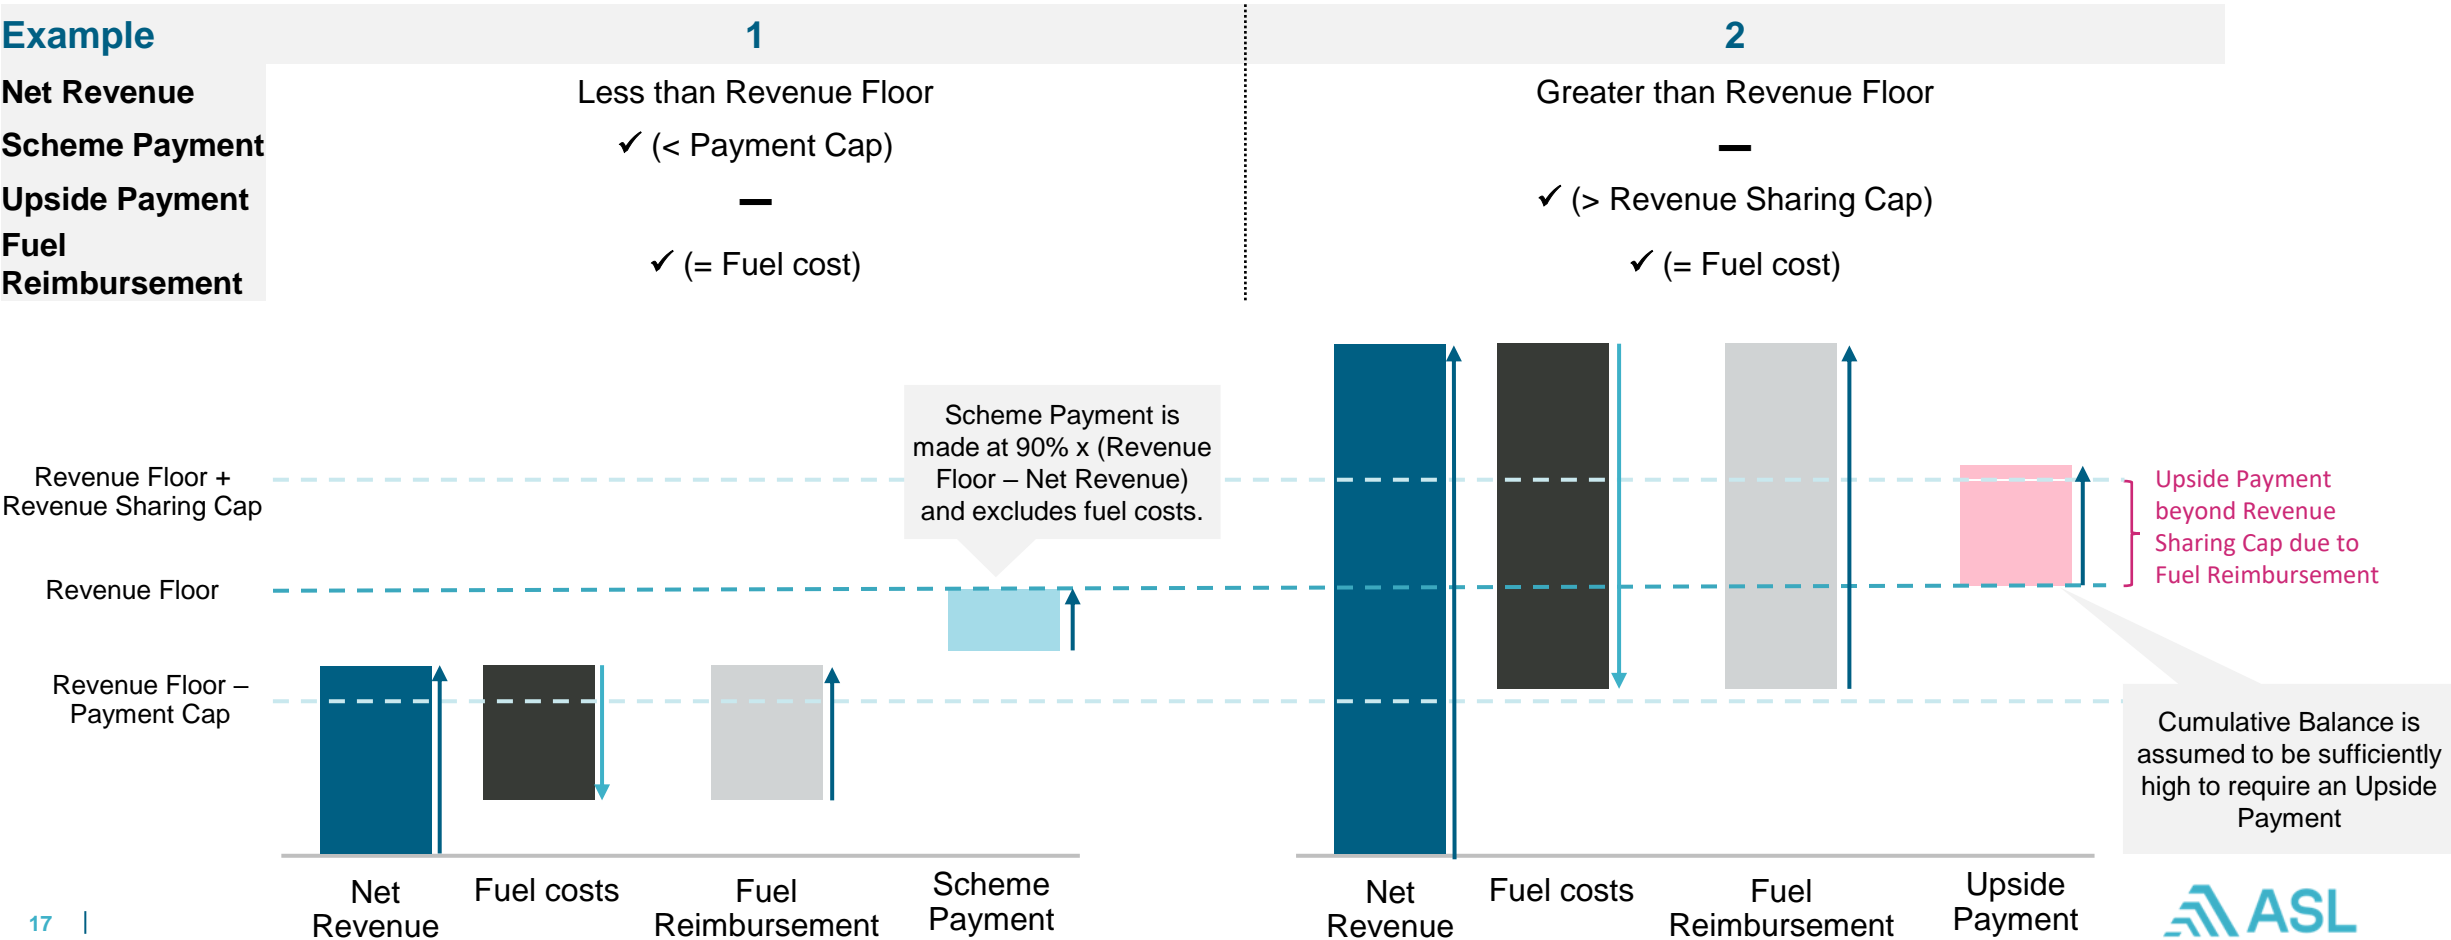 Example 1 2
Net Revenue Less than Revenue Floor Greater than Revenue Floor
Scheme Payment ✓ (< Payment Cap) –
Upside Payment – ✓ (> Revenue Sharing Cap)
Fuel
Reimbursement ✓ (= Fuel cost) ✓ (= Fuel cost)
Scheme Payment is
made at 90% x (Revenue
Floor – Net Revenue)
and excludes fuel costs.
Revenue Floor +
Revenue Sharing Cap
Revenue Floor
Revenue Floor –
Payment Cap
Upside Payment
beyond Revenue
Sharing Cap due to
Fuel Reimbursement
Cumulative Balance is
assumed to be sufficiently
high to require an Upside
Payment
Net
Revenue
Fuel costs
Fuel
Reimbursement
Scheme
Payment
Net
Revenue
Fuel costs
Fuel
Reimbursement
Upside
Payment
17 |
ASL